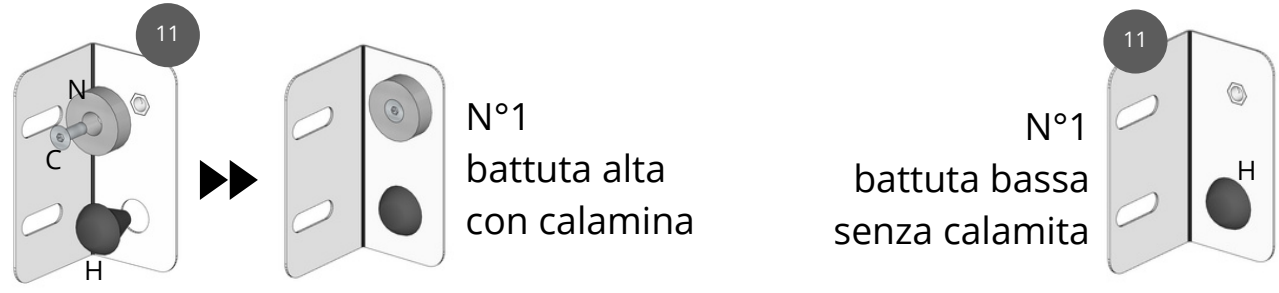 11
N
C
H
N°1
battuta alta
con calamina
N°1
battuta bassa
senza calamita
11
H